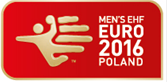 MEN'S EHF
EURO
2016
POLAND